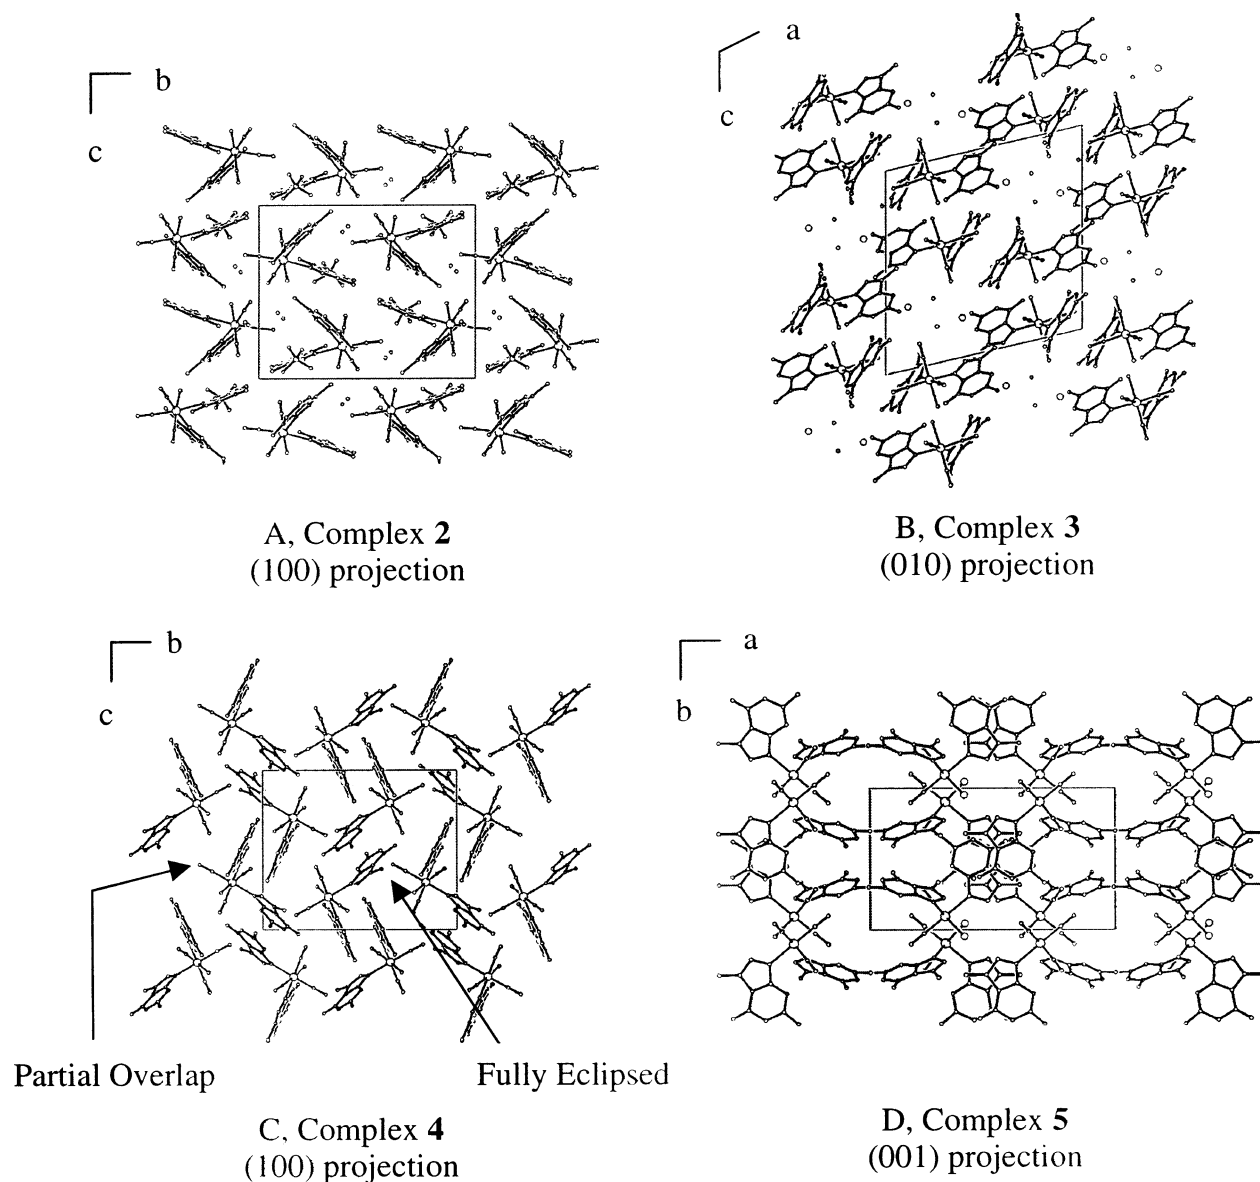 b
c
A, Complex 2
(100) projection
a
c
B, Complex 3
(010) projection
b
c
Partial Overlap
Fully Eclipsed
C, Complex 4
(100) projection
a
b
D, Complex 5
(001) projection